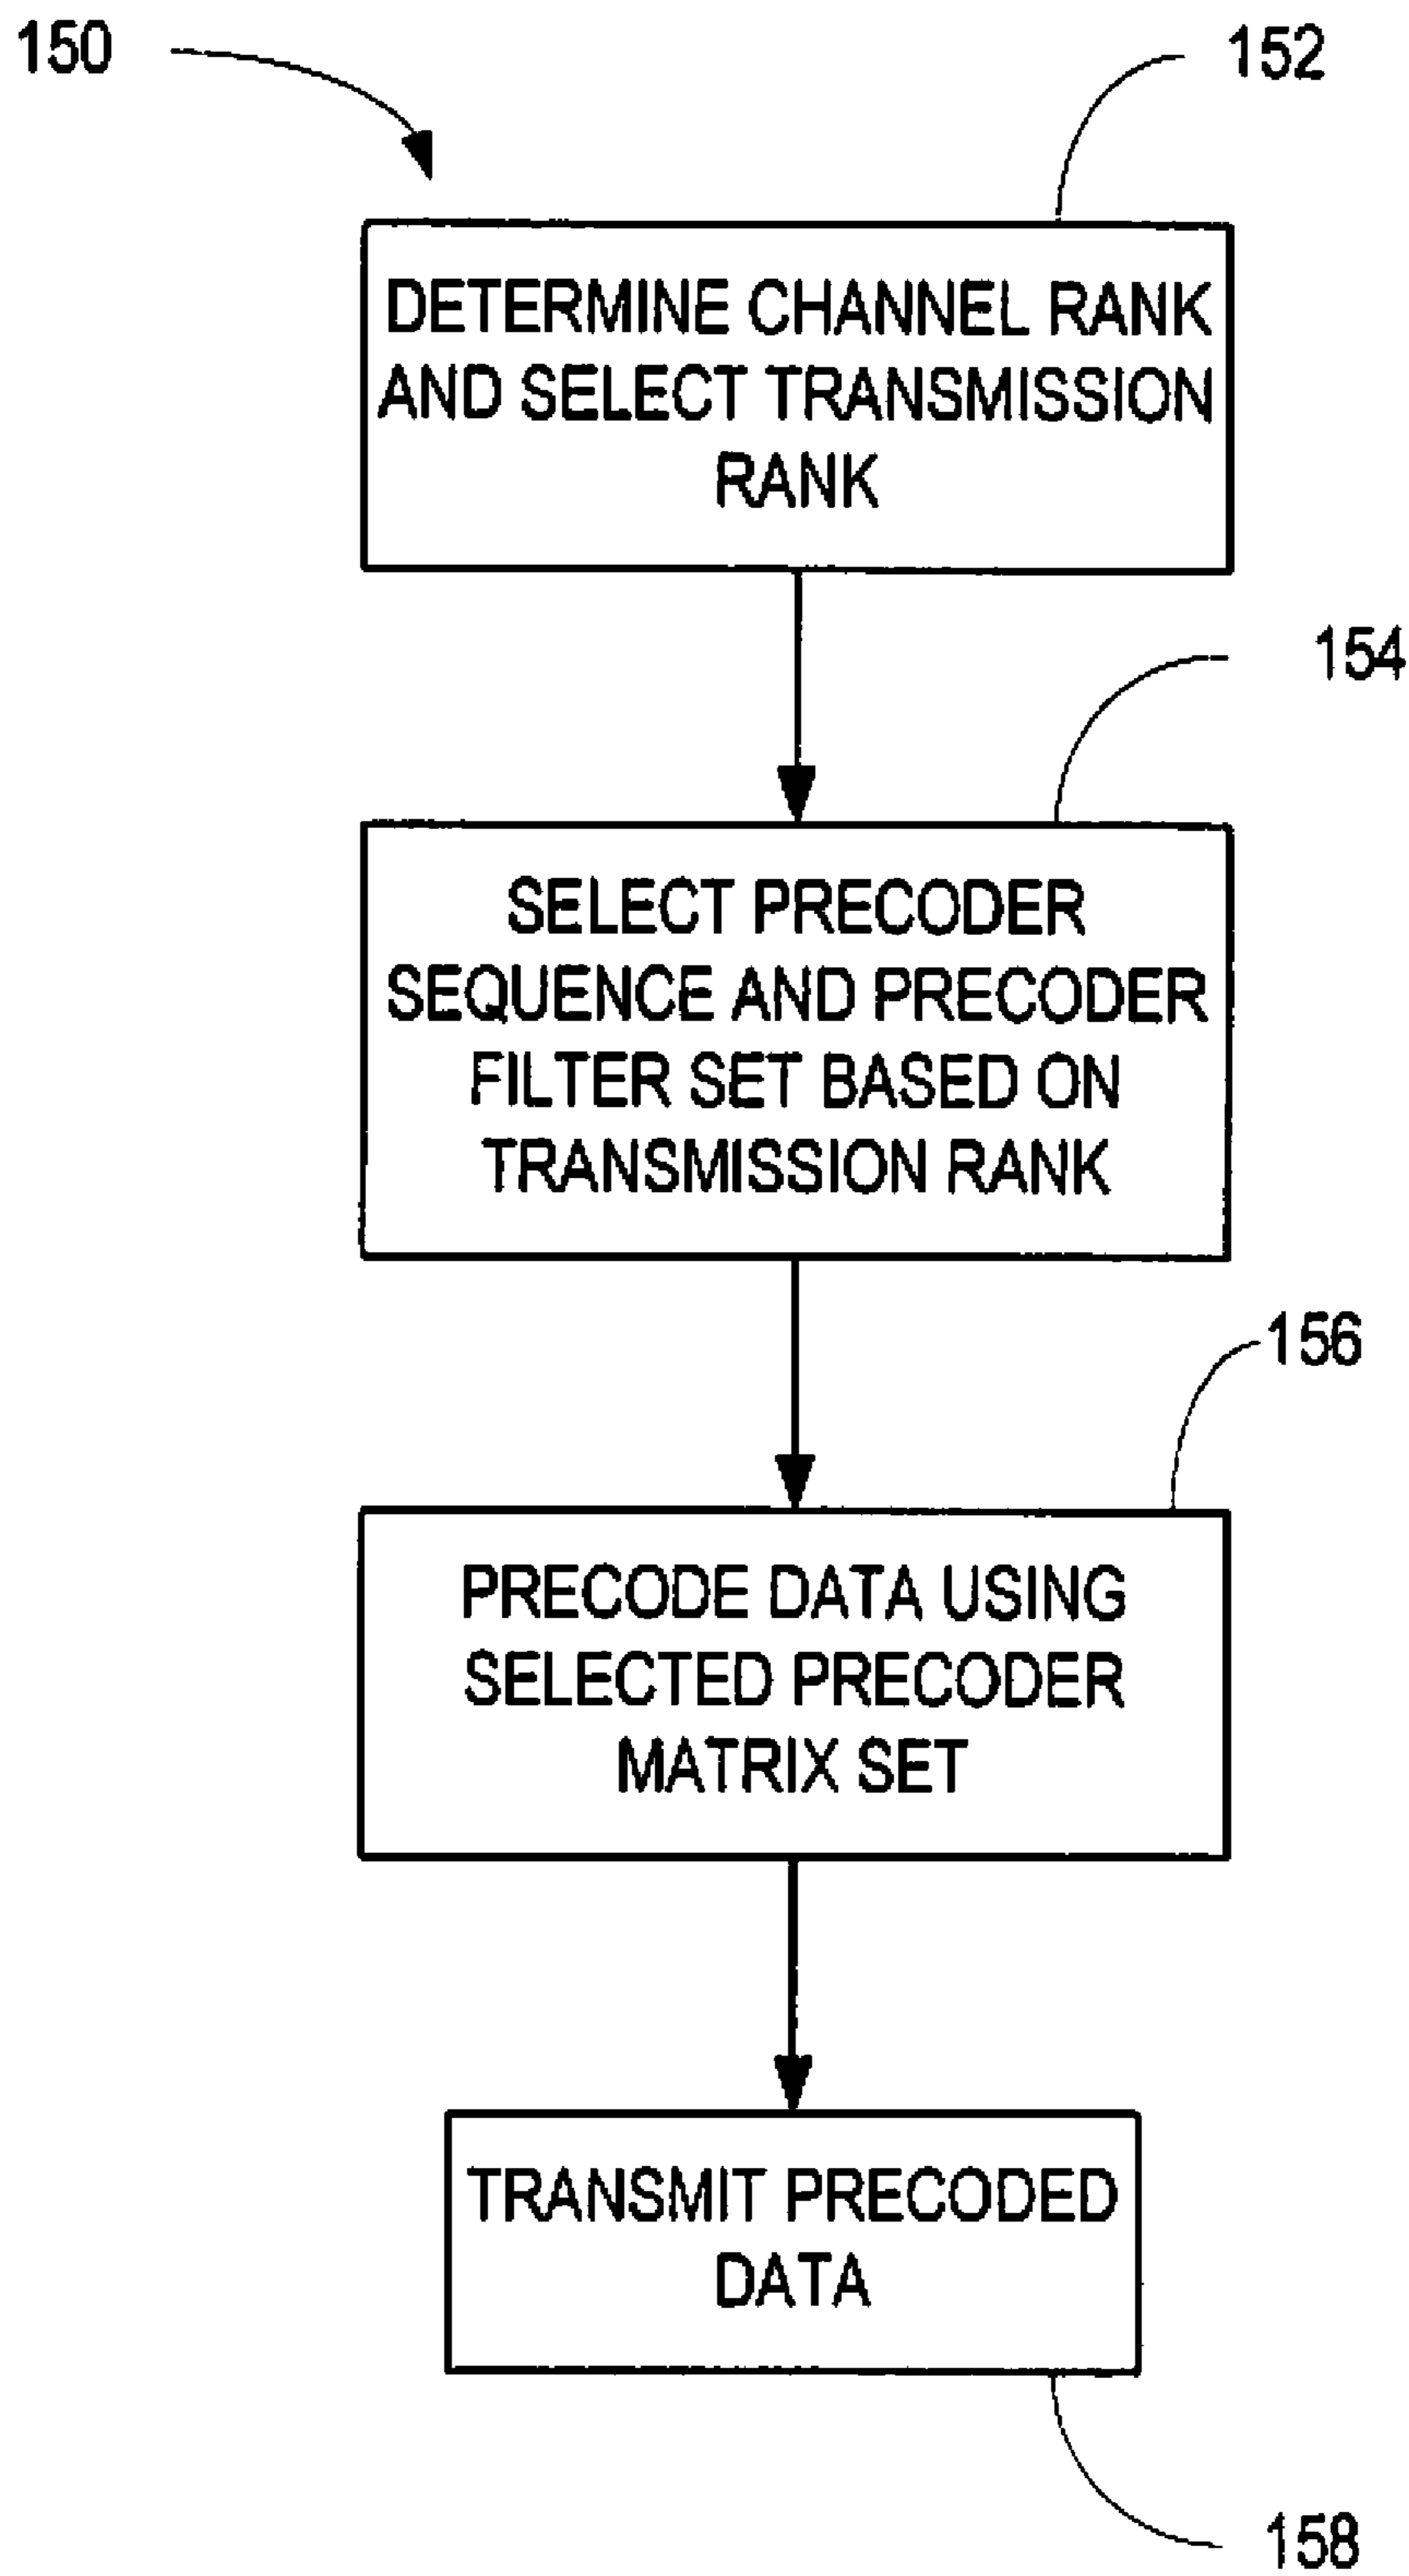 150
152
DETERMINE CHANNEL RANK
AND SELECT TRANSMISSION
RANK
154
SELECT PRECODER
SEQUENCE AND PRECODER
FILTER SET BASED ON
TRANSMISSION RANK
156
PRECODE DATA USING
SELECTED PRECODER
MATRIX SET
TRANSMIT PRECODED
DATA
158